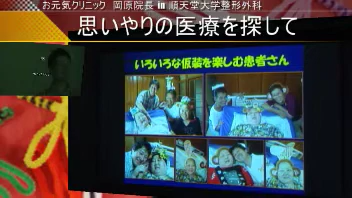 お元気クリニック 岡原院長 in 順天堂大学整形外科
思いやりの医療を探して
いろいろな仮装を楽しむ患者さん